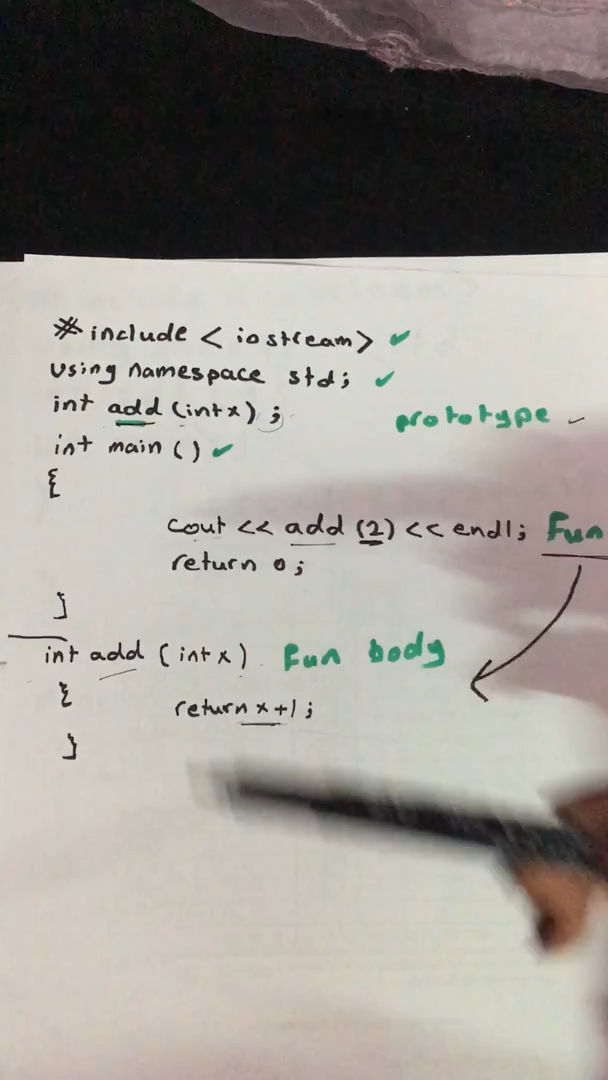 #include < iostream>
using namespace std;
int add (int x) ; prototype
int main ()
{
cout << add (2) << endl; Fun
return 0;
}
int add ( int x ) Fun body
{
return x +1;
}